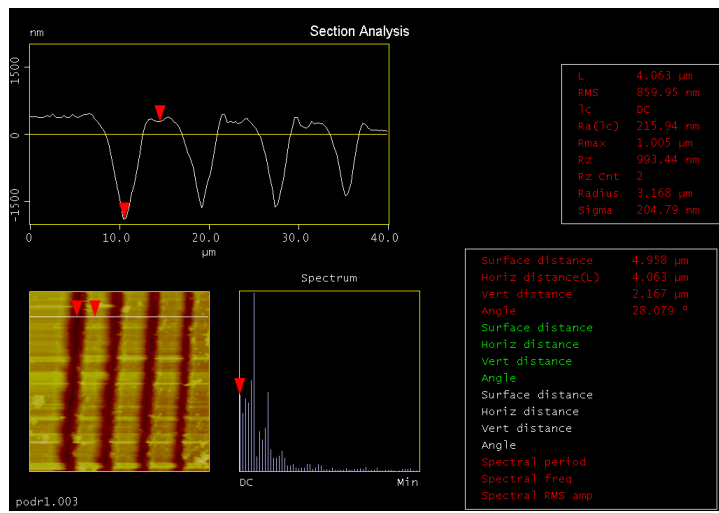 Section Analysis
nm
1500
0
-1500
0
10.0
20.0
30.0
40.0
µm
L 4.063 µm
RMS 859.95 nm
lc DC
Ra(lc) 215.94 nm
Rmax 1.005 µm
Rz 993.44 nm
Rz Cnt 2
Radius 3.168 µm
Sigma 204.79 nm
Surface distance 4.958 µm
Horiz distance(L) 4.063 µm
Vert distance 2.167 µm
Angle 28.079 °
Surface distance
Horiz distance
Vert distance
Angle
Surface distance
Horiz distance
Vert distance
Angle
Spectral period
Spectral freq
Spectral RMS amp
Spectrum
DC Min
podr1.003